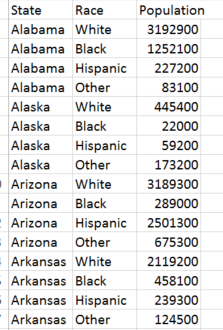 State Race Population
Alabama White 3192900
Alabama Black 1252100
Alabama Hispanic 227200
Alabama Other 83100
Alaska White 445400
Alaska Black 22000
Alaska Hispanic 59200
Alaska Other 173200
Arizona White 3189300
Arizona Black 289000
Arizona Hispanic 2501300
Arizona Other 675300
Arkansas White 2119200
Arkansas Black 458100
Arkansas Hispanic 239300
Arkansas Other 124500